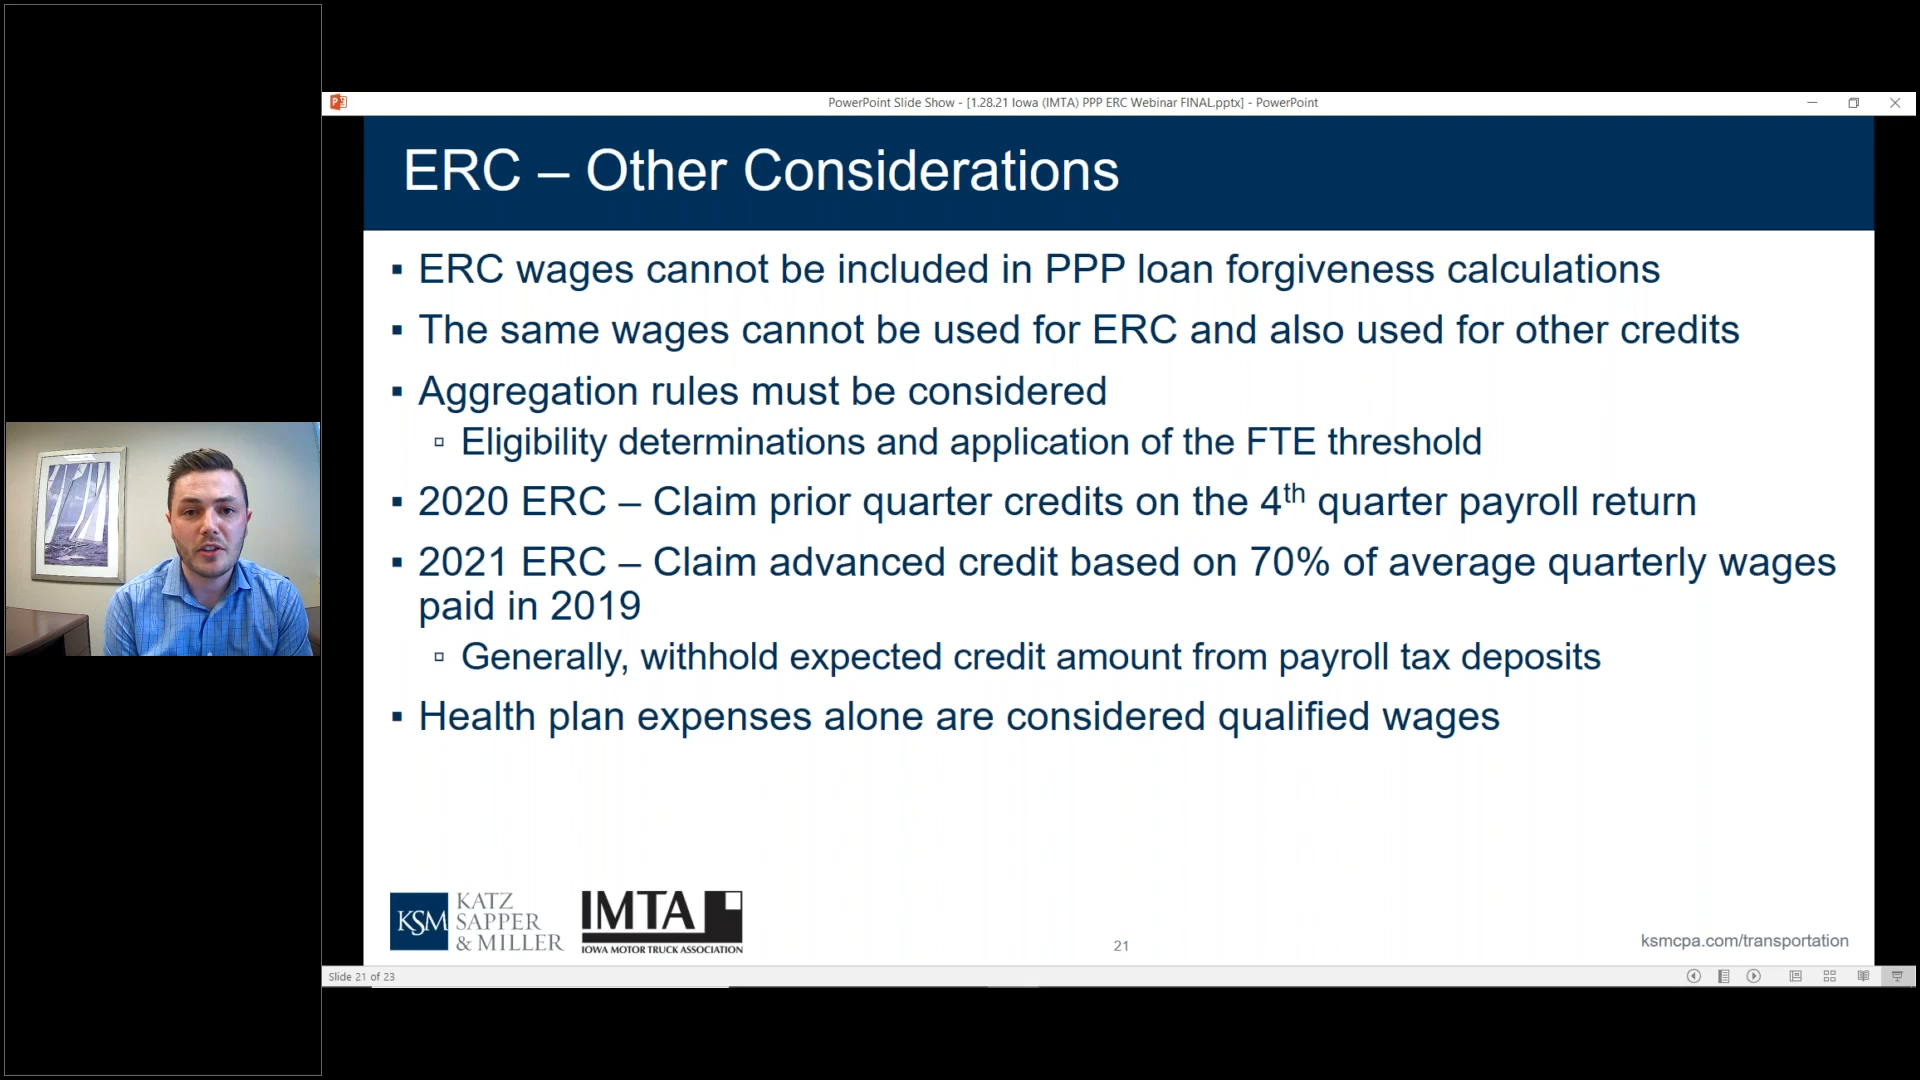 PowerPoint Slide Show - [1.28.21 Iowa (IMTA) PPP ERC Webinar FINAL.pptx] - PowerPoint
ERC – Other Considerations
▪ ERC wages cannot be included in PPP loan forgiveness calculations
▪ The same wages cannot be used for ERC and also used for other credits
▪ Aggregation rules must be considered
▫ Eligibility determinations and application of the FTE threshold
▪ 2020 ERC – Claim prior quarter credits on the 4th quarter payroll return
▪ 2021 ERC – Claim advanced credit based on 70% of average quarterly wages
paid in 2019
▫ Generally, withhold expected credit amount from payroll tax deposits
▪ Health plan expenses alone are considered qualified wages
KSM
KATZ
SAPPER
& MILLER
IMTA
IOWA MOTOR TRUCK ASSOCIATION
21
ksmcpa.com/transportation
Slide 21 of 23